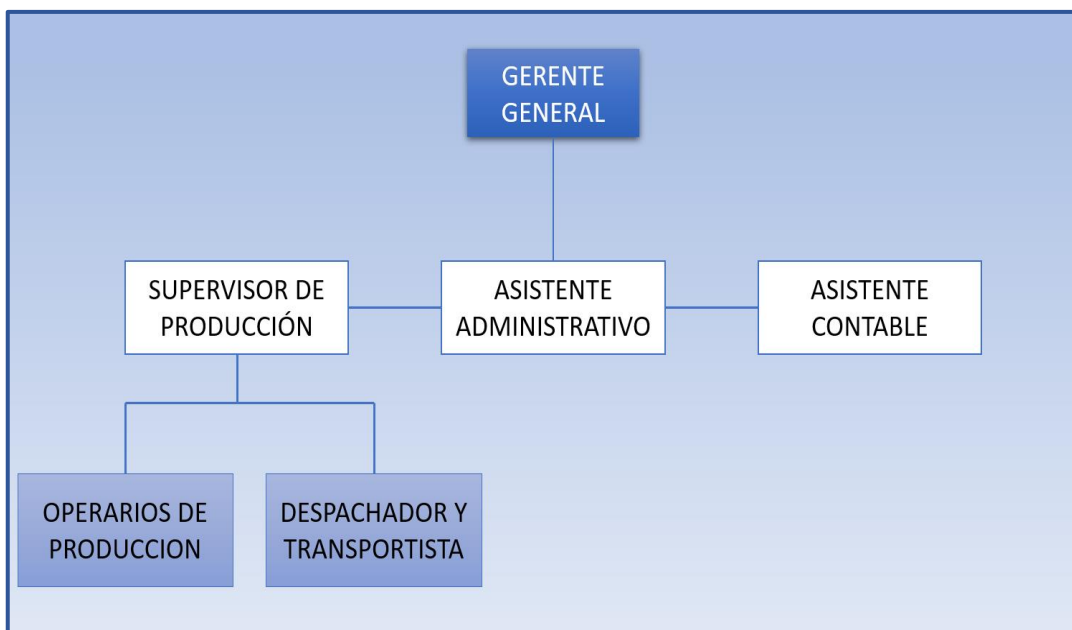 GERENTE
GENERAL
SUPERVISOR DE
PRODUCCIÓN
ASISTENTE
ADMINISTRATIVO
ASISTENTE
CONTABLE
OPERARIOS DE
PRODUCCION
DESPACHADOR Y
TRANSPORTISTA